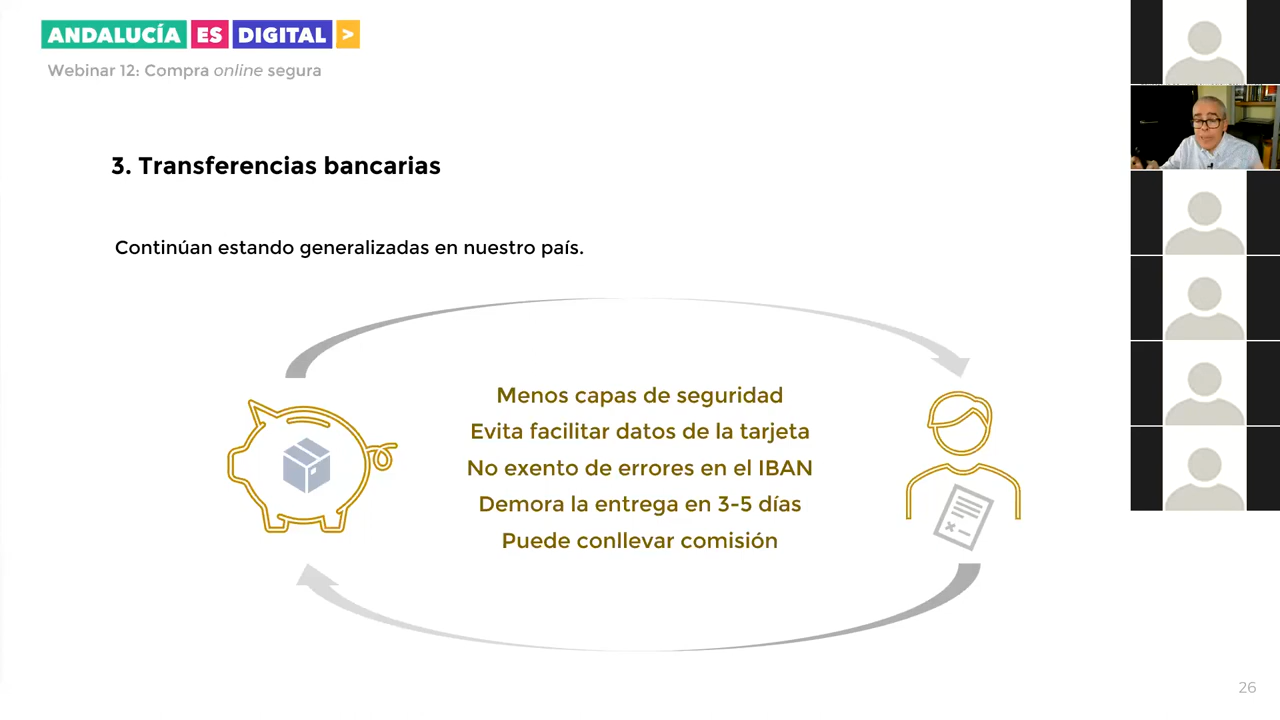 ANDALUCÍA ES DIGITAL >
Webinar 12: Compra online segura
3. Transferencias bancarias
Continúan estando generalizadas en nuestro país.
Menos capas de seguridad
Evita facilitar datos de la tarjeta
No exento de errores en el IBAN
Demora la entrega en 3-5 días
Puede conllevar comisión
26